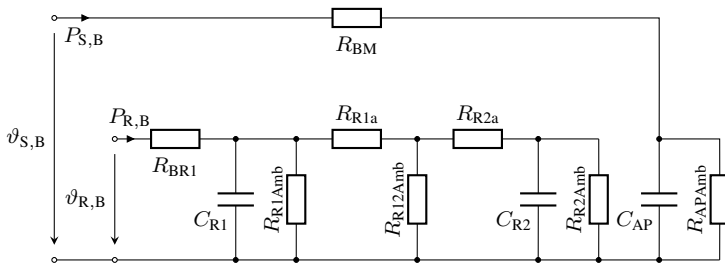 P_S,B
R_BM
ϑ_S,B
P_R,B
R_R1a
R_R2a
R_BR1
ϑ_R,B
C_R1
R_R1Amb
R_R12Amb
C_R2
R_R2Amb
C_AP
R_APAmb